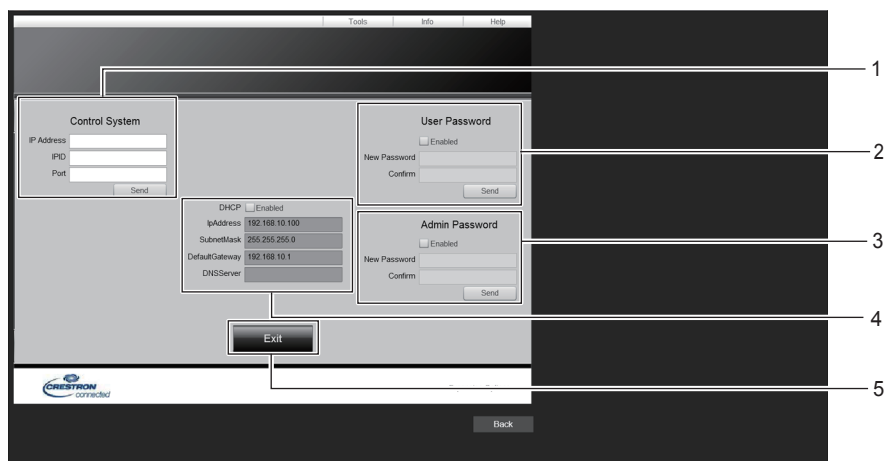 Tools Info Help
1
Control System
IP Address
IPID
Port
Send
User Password
Enabled
New Password
Confirm
Send
2
DHCP Enabled
IpAddress 192.168.10.100
SubnetMask 255.255.255.0
DefaultGateway 192.168.10.1
DNSServer
Admin Password
Enabled
New Password
Confirm
Send
3
4
Exit
CRESTRON
connected
5
Back